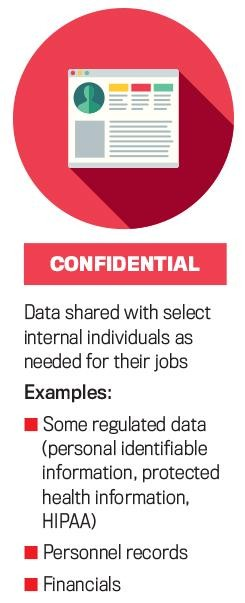 CONFIDENTIAL
Data shared with select
internal individuals as
needed for their jobs
Examples:
Some regulated data
(personal identifiable
information, protected
health information,
HIPAA)
Personnel records
Financials